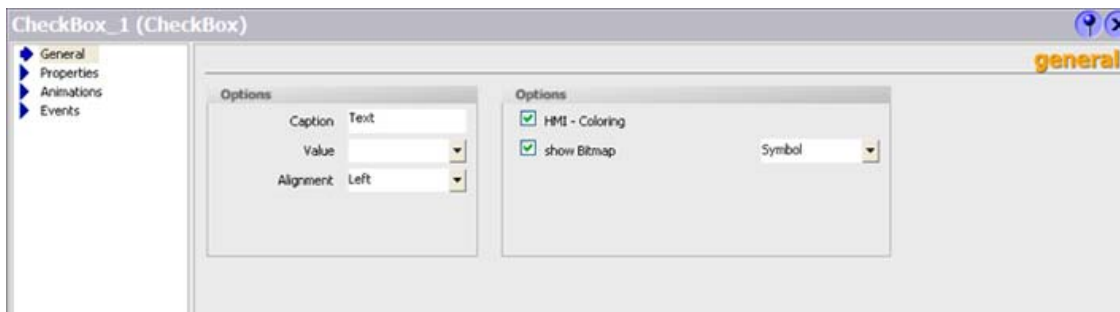 CheckBox_1 (CheckBox)
General
Properties
Animations
Events
general
Options
Caption Text
Value
Alignment Left
Options
HMI - Coloring
show Bitmap Symbol